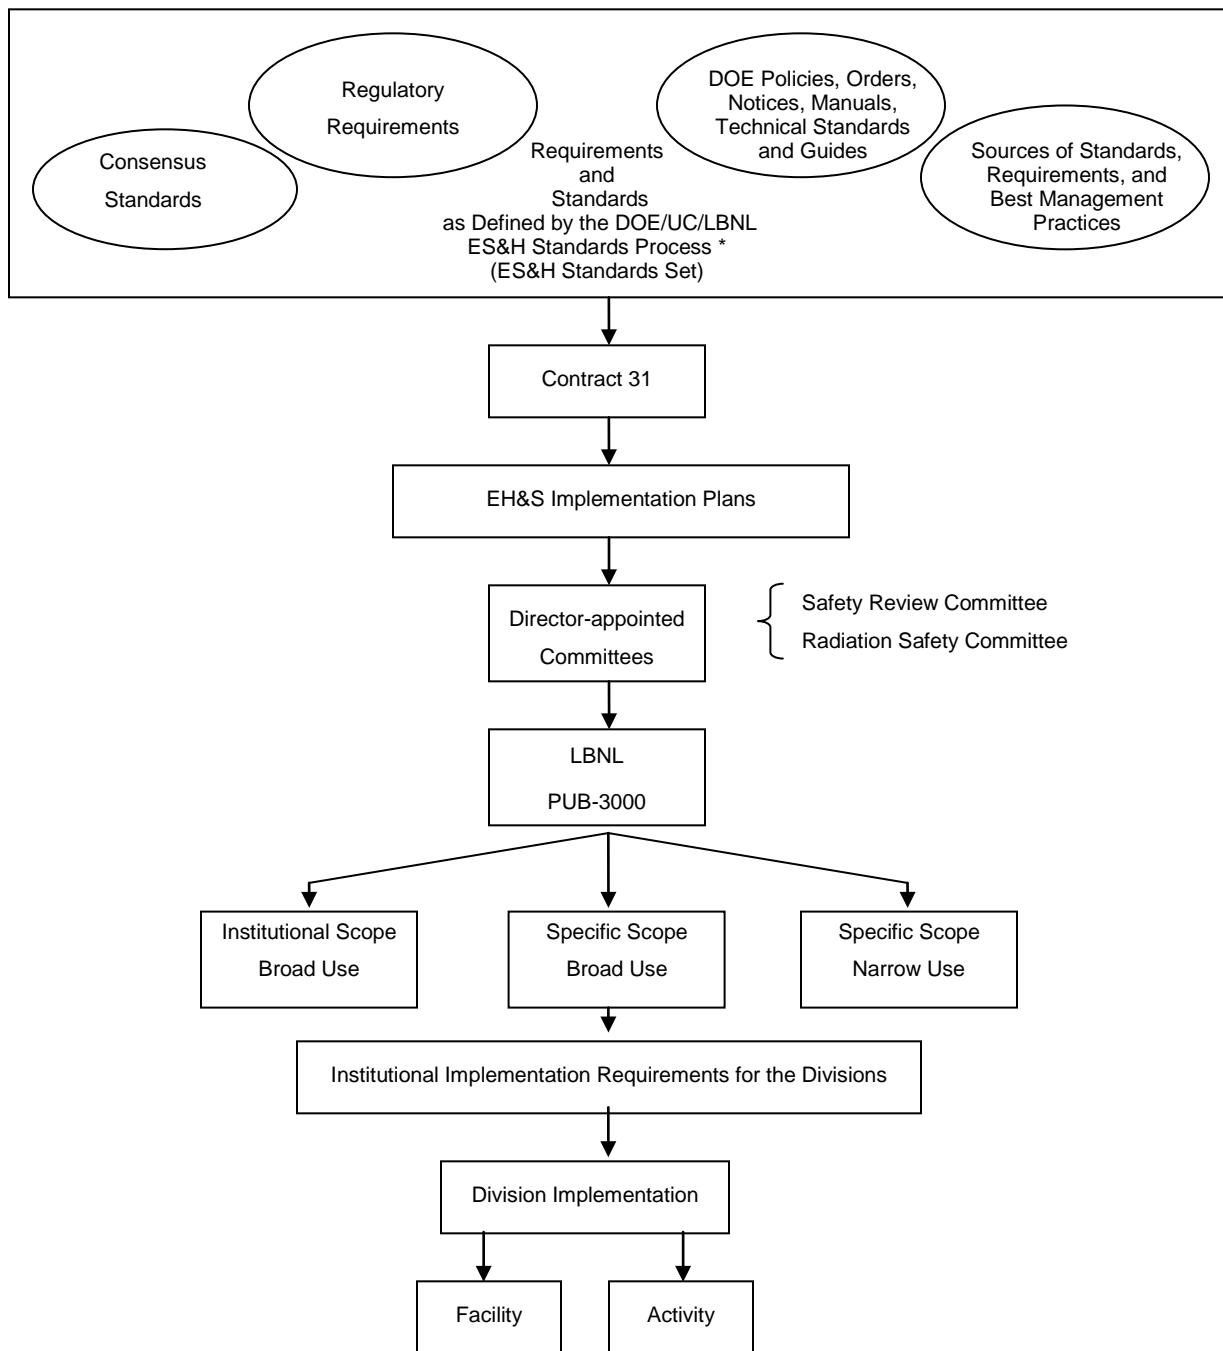 Regulatory
Requirements
DOE Policies, Orders,
Notices, Manuals,
Technical Standards
and Guides
Consensus
Standards
Requirements
and
Standards
as Defined by the DOE/UC/LBNL
ES&H Standards Process *
(ES&H Standards Set)
Sources of Standards,
Requirements, and
Best Management
Practices
Contract 31
EH&S Implementation Plans
Director-appointed
Committees
Safety Review Committee
Radiation Safety Committee
LBNL
PUB-3000
Institutional Scope
Broad Use
Specific Scope
Broad Use
Specific Scope
Narrow Use
Institutional Implementation Requirements for the Divisions
Division Implementation
Facility
Activity